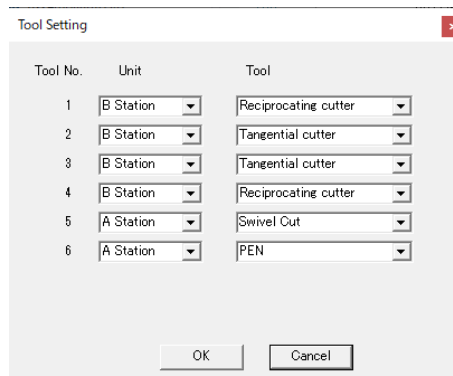 Tool Setting
Tool No. Unit Tool
1 B Station Reciprocating cutter
2 B Station Tangential cutter
3 B Station Tangential cutter
4 B Station Reciprocating cutter
5 A Station Swivel Cut
6 A Station PEN
OK Cancel